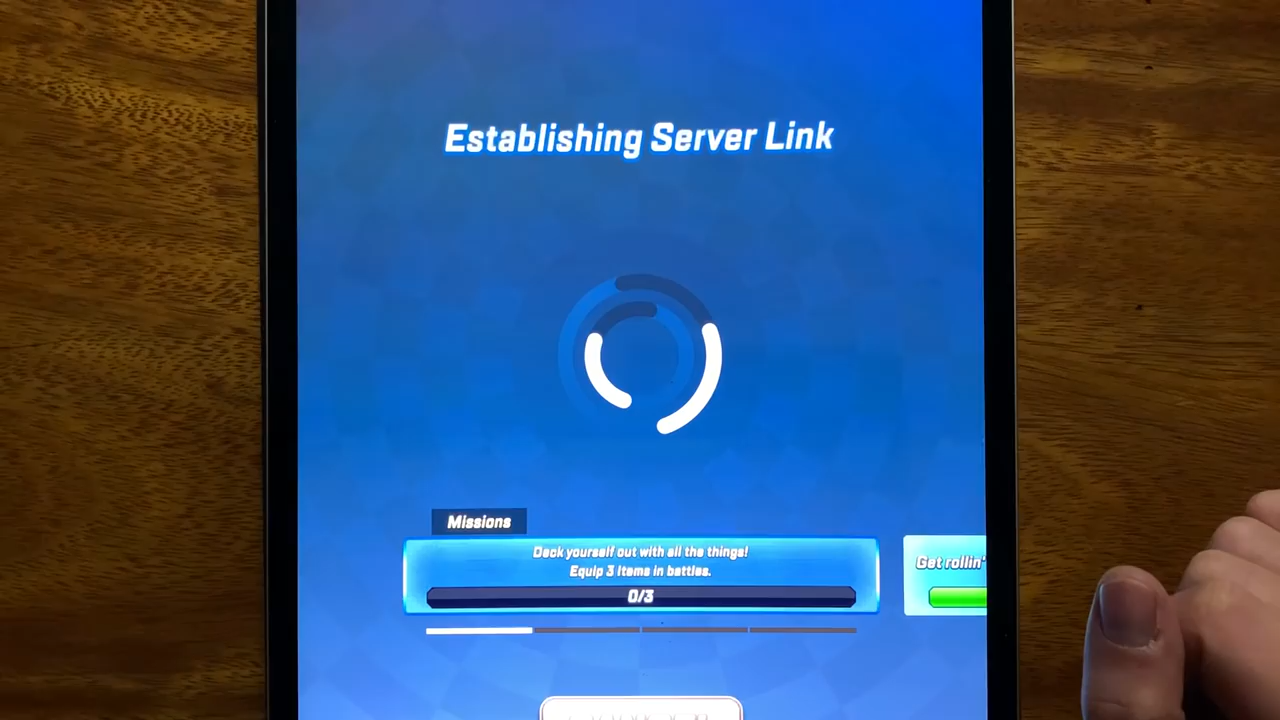 Establishing Server Link
Missions
Deck yourself out with all the things!
Equip 3 Items in battles.
0/3
Get rollin'